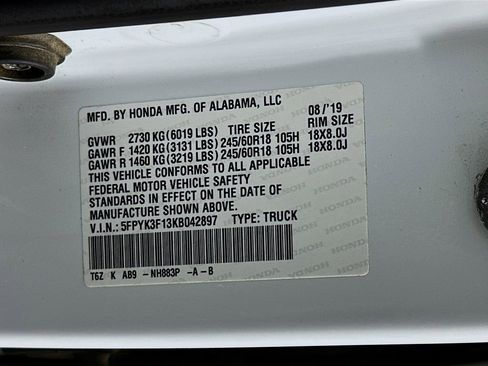 MFD. BY HONDA MFG. OF ALABAMA, LLC 08/'19
GVWR 2730 KG(6019 LBS) TIRE SIZE RIM SIZE
GAWR F 1420 KG(3131 LBS) 245/60R18 105H 18X8.0J
GAWR R 1460 KG(3219 LBS) 245/60R18 105H 18X8.0J
THIS VEHICLE CONFORMS TO ALL APPLICABLE
FEDERAL MOTOR VEHICLE SAFETY
STANDARDS IN EFFECT ON THE DATE OF
MANUFACTURE SHOWN ABOVE.
V.I.N.: 5FPYK3F13KB042897 TYPE: TRUCK
T6Z K AB9 -NH883P -A-B